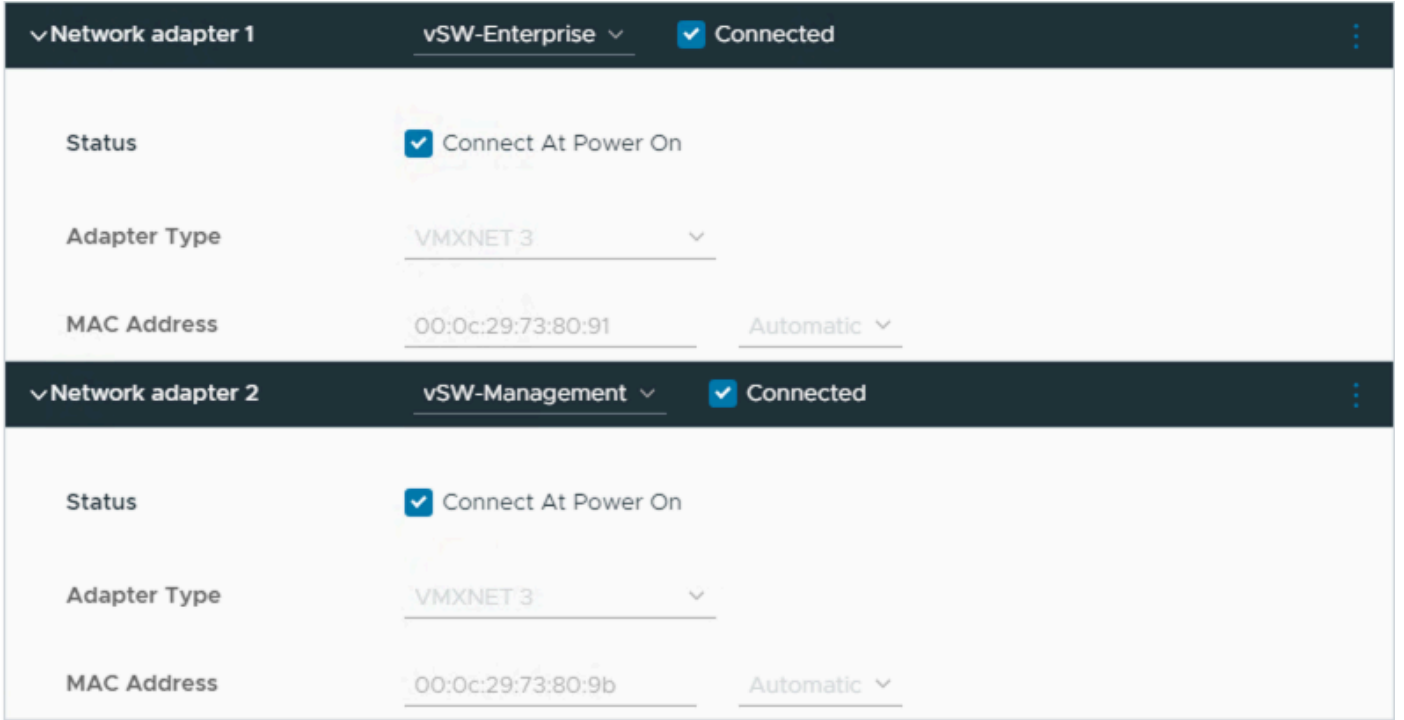 Network adapter 1 vSW-Enterprise Connected
Status Connect At Power On
Adapter Type VMXNET 3
MAC Address 00:0c:29:73:80:91 Automatic
Network adapter 2 vSW-Management Connected
Status Connect At Power On
Adapter Type VMXNET 3
MAC Address 00:0c:29:73:80:9b Automatic